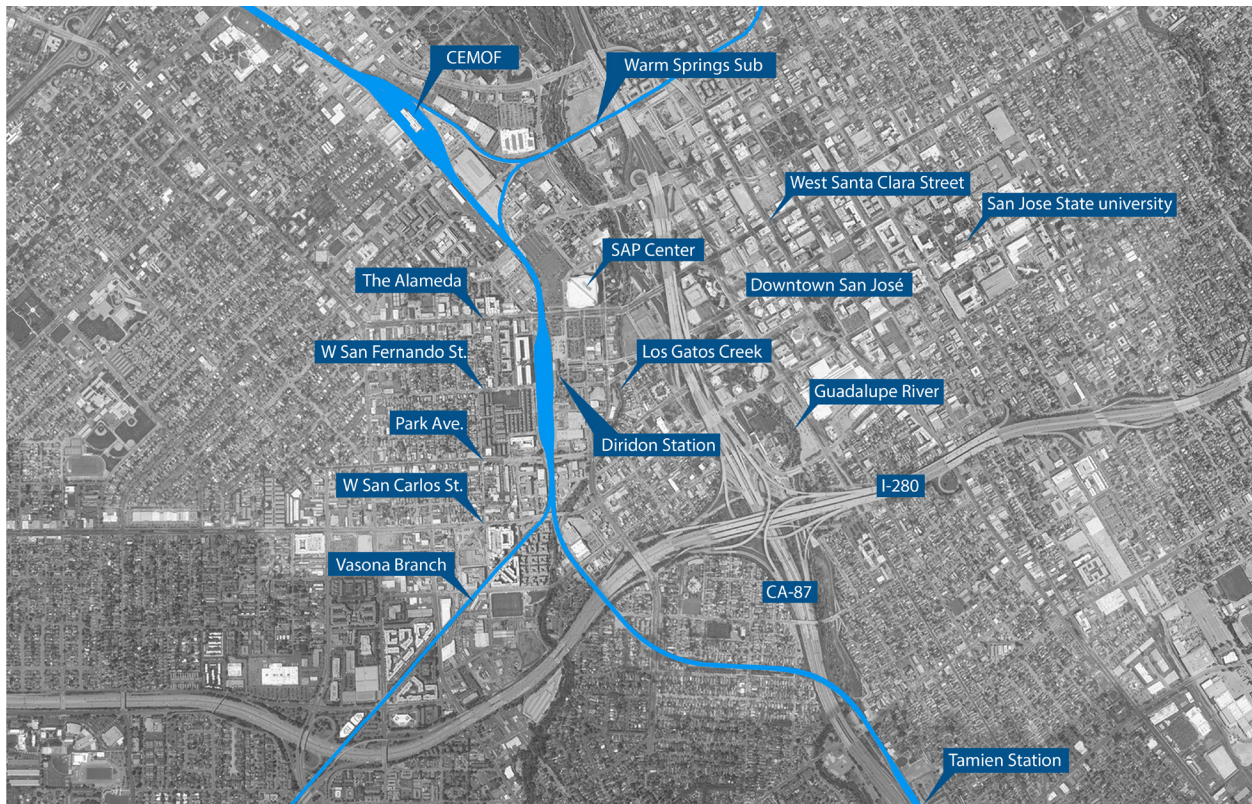 CEMOF
Warm Springs Sub
West Santa Clara Street
San Jose State university
SAP Center
The Alameda
Downtown San José
W San Fernando St.
Los Gatos Creek
Guadalupe River
Park Ave.
Diridon Station
W San Carlos St.
I-280
Vasona Branch
CA-87
Tamien Station